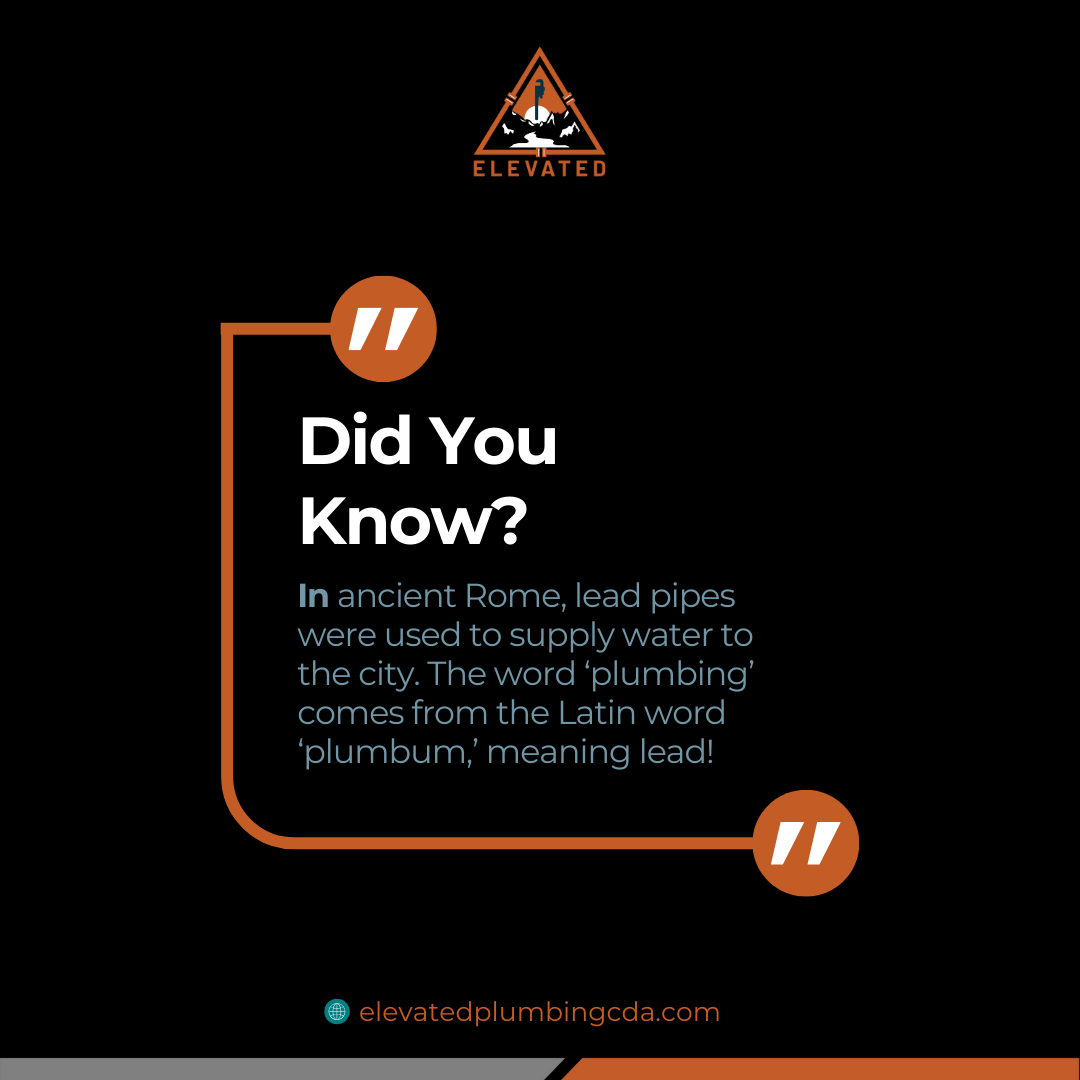 ELEVATED
"
Did You
Know?
In ancient Rome, lead pipes
were used to supply water to
the city. The word ‘plumbing’
comes from the Latin word
‘plumbum,’ meaning lead!
"
elevatedplumbingcda.com